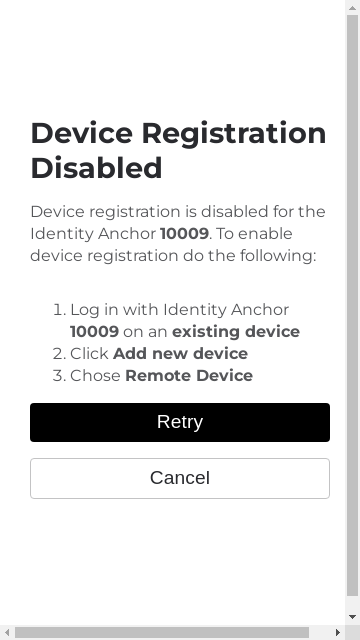 Device Registration
Disabled
Device registration is disabled for the
Identity Anchor 10009. To enable
device registration do the following:
1. Log in with Identity Anchor
10009 on an existing device
2. Click Add new device
3. Chose Remote Device
Retry
Cancel